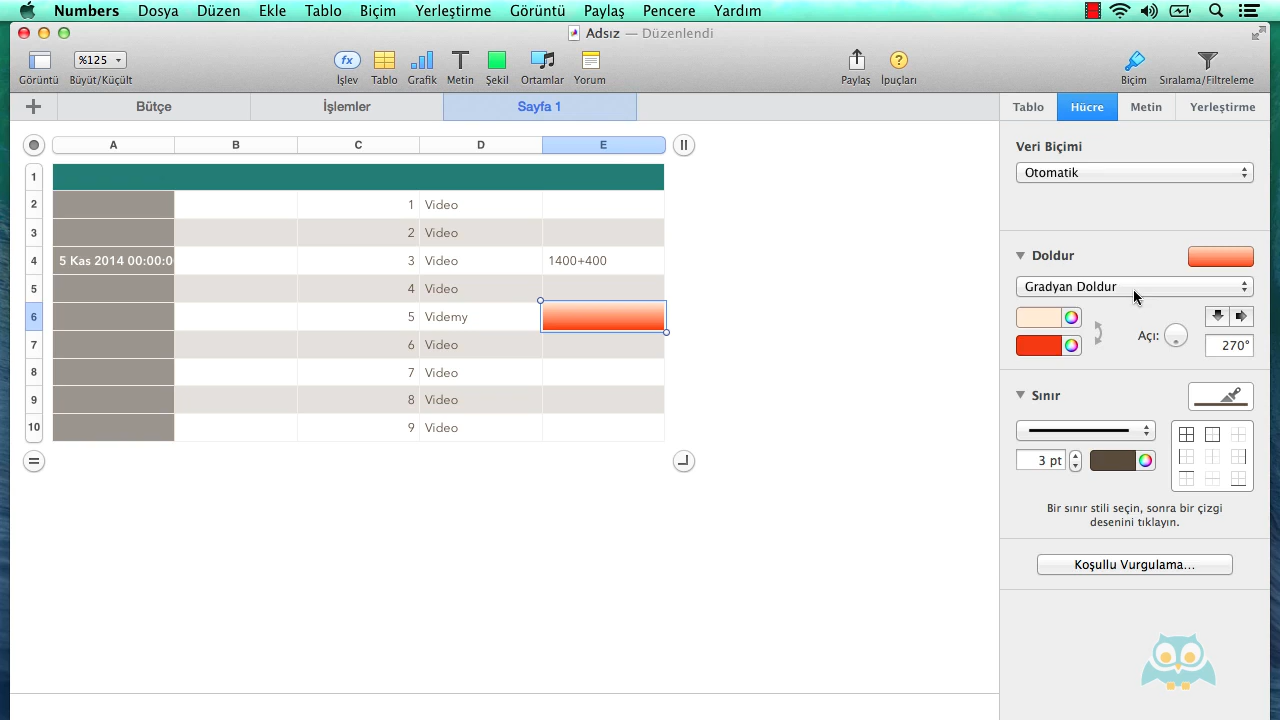 Numbers Dosya Düzen Ekle Tablo Biçim Yerleştirme Görüntü Paylaş Pencere Yardım
Adsız — Düzenlendi
%125
Görüntü Büyüt/Küçült İşlev Tablo Grafik Metin Şekil Ortamlar Yorum Paylaş İpuçları Biçim Sıralama/Filtreleme
Bütçe İşlemler Sayfa 1
Tablo Hücre Metin Yerleştirme
A B C D E
1
2 1 Video
3 2 Video
4 5 Kas 2014 00:00:0 3 Video 1400+400
5 4 Video
6 5 Videmy
7 6 Video
8 7 Video
9 8 Video
10 9 Video
Veri Biçimi
Otomatik
Doldur
Gradyan Doldur
Açı:
270°
Sınır
3 pt
Bir sınır stili seçin, sonra bir çizgi
desenini tıklayın.
Koşullu Vurgulama...